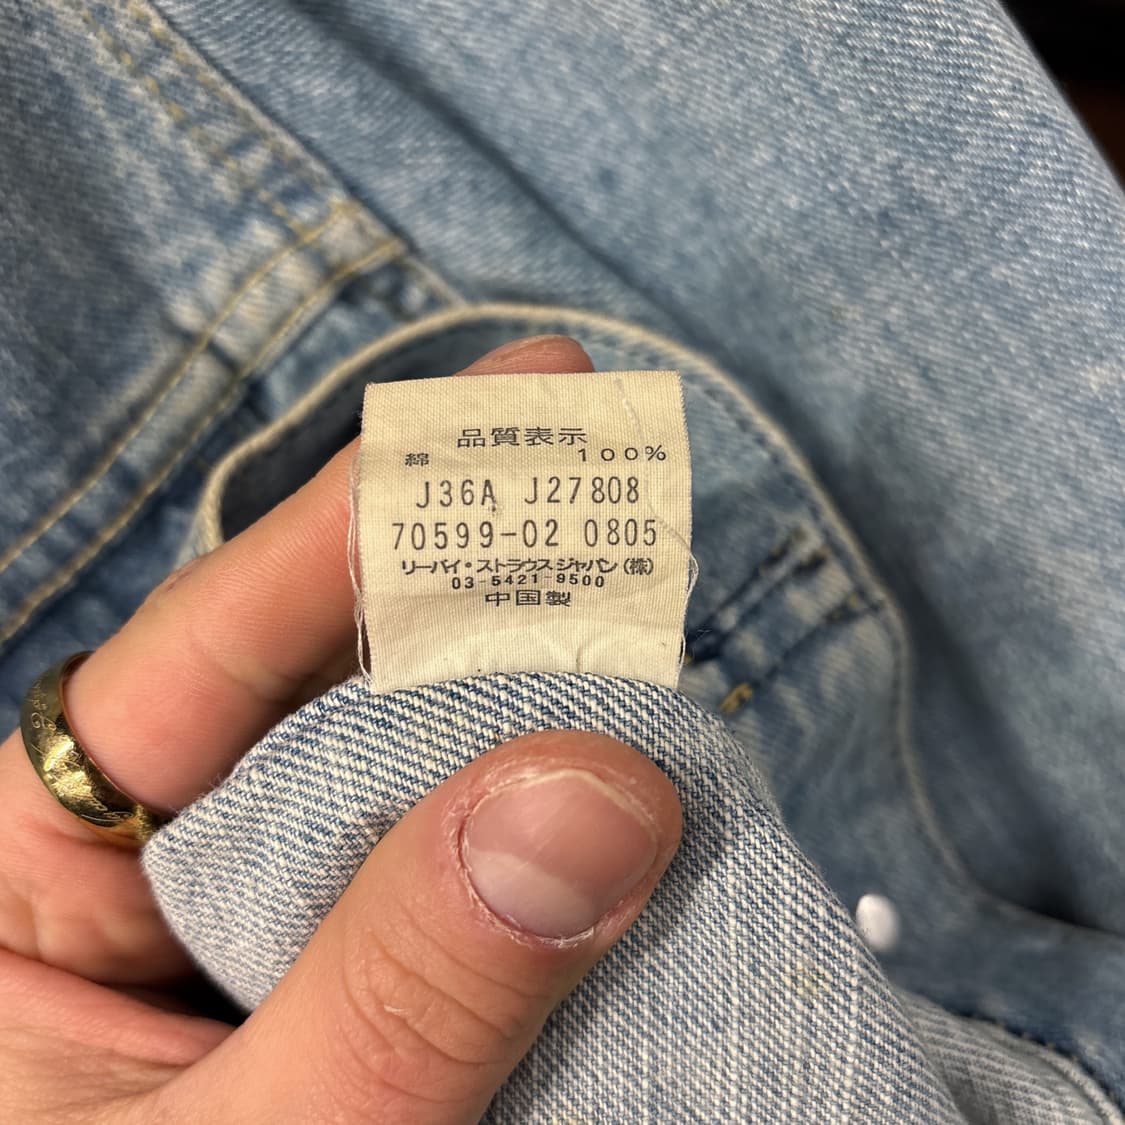 品質表示
綿 100%
J36A J27808
70599-02 0805
リーバイ・ストラウス ジャパン(株)
03-5421-9500
中国製